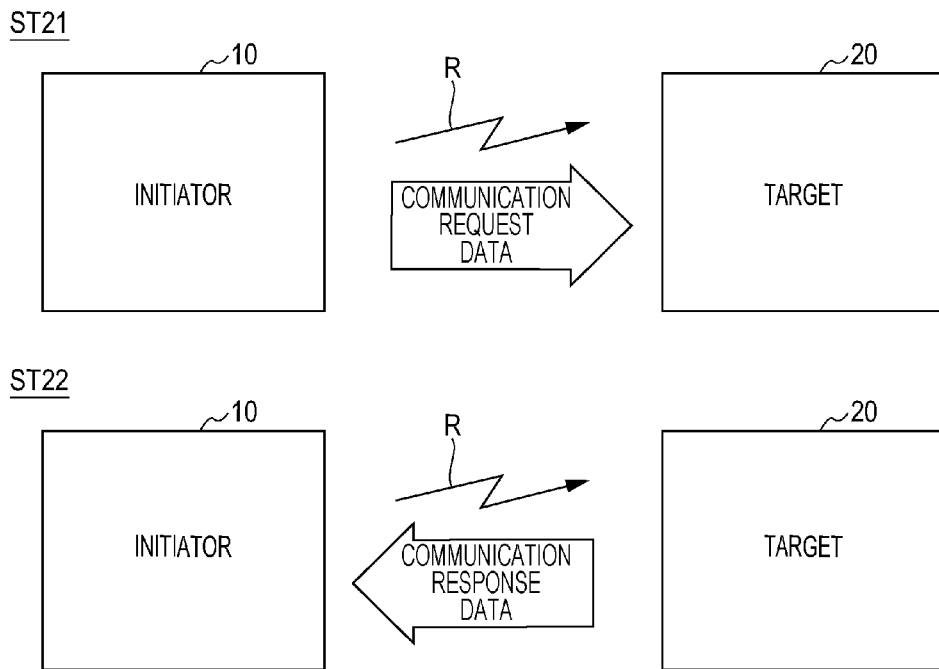 ST21
10
R
20
INITIATOR
COMMUNICATION
REQUEST
DATA
TARGET
ST22
10
R
20
INITIATOR
COMMUNICATION
RESPONSE
DATA
TARGET